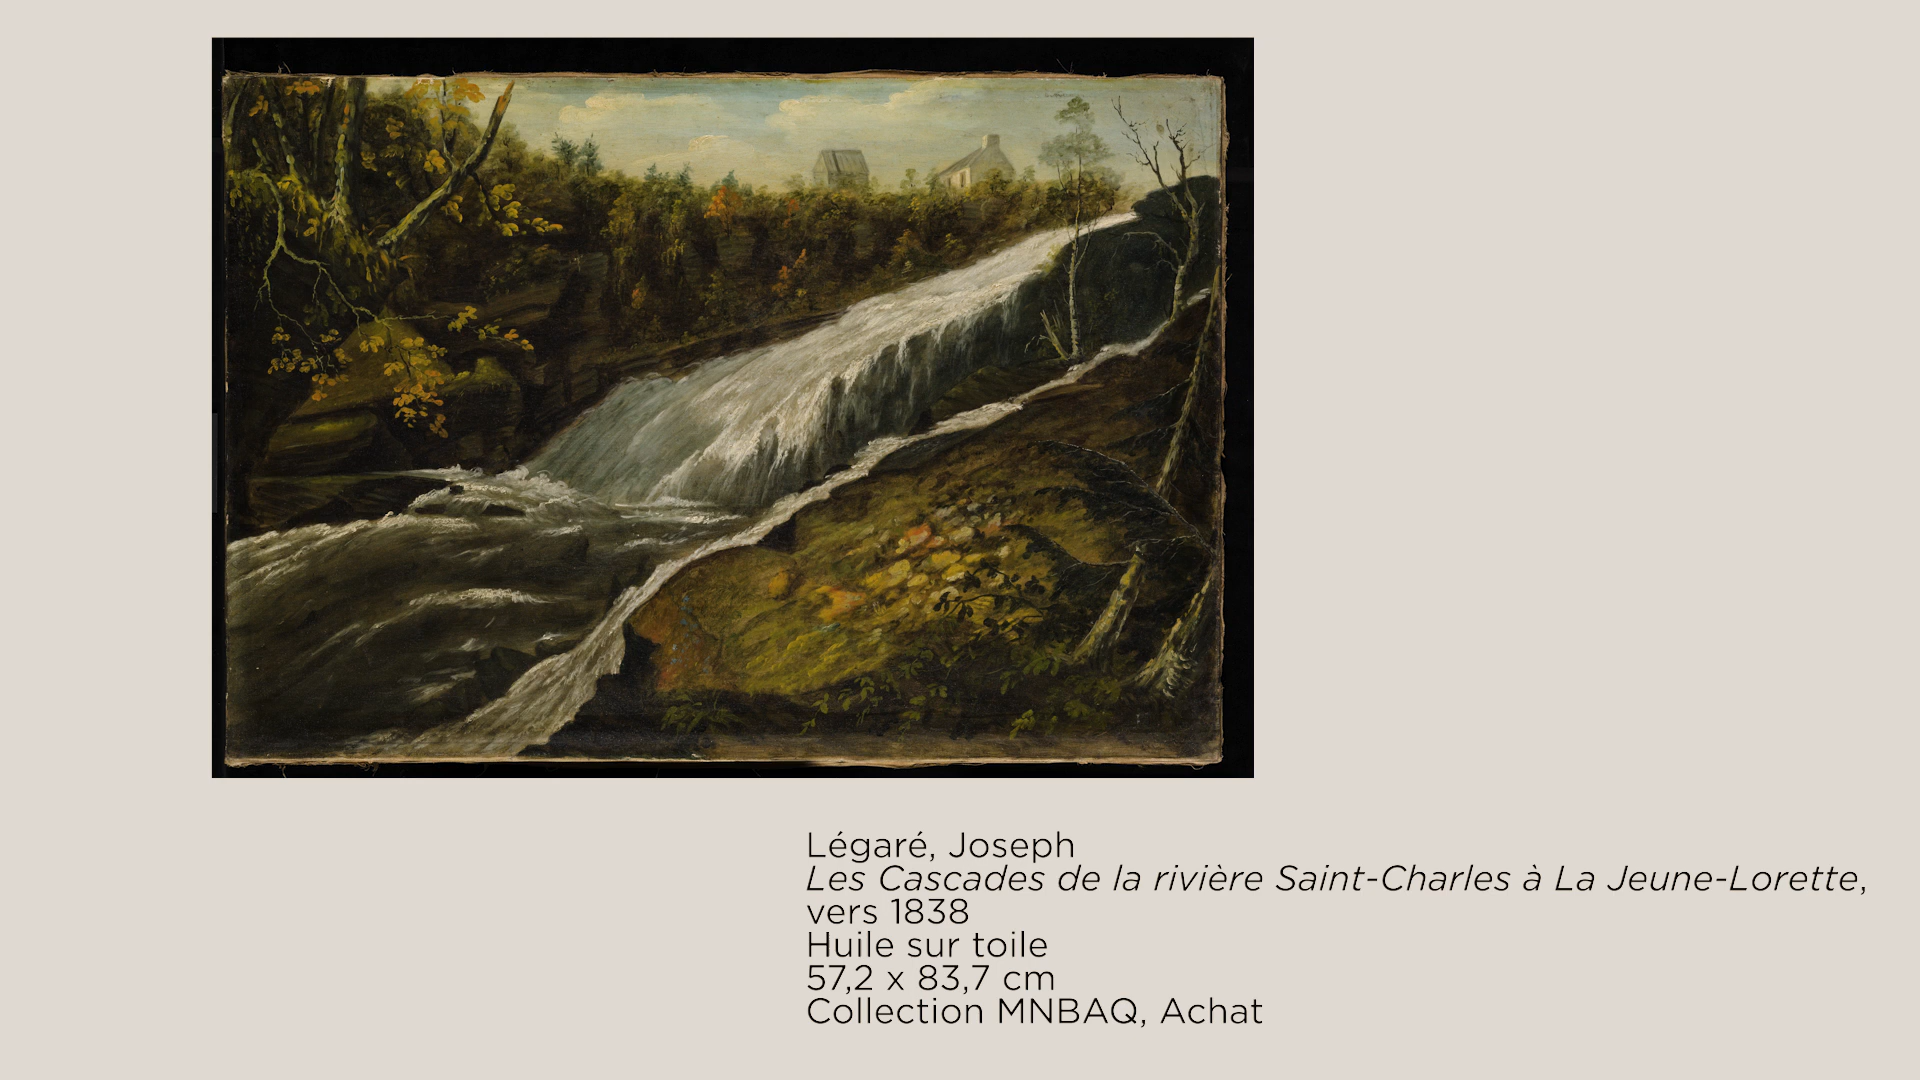 Légaré, Joseph
Les Cascades de la rivière Saint-Charles à La Jeune-Lorette,
vers 1838
Huile sur toile
57,2 x 83,7 cm
Collection MNBAQ, Achat